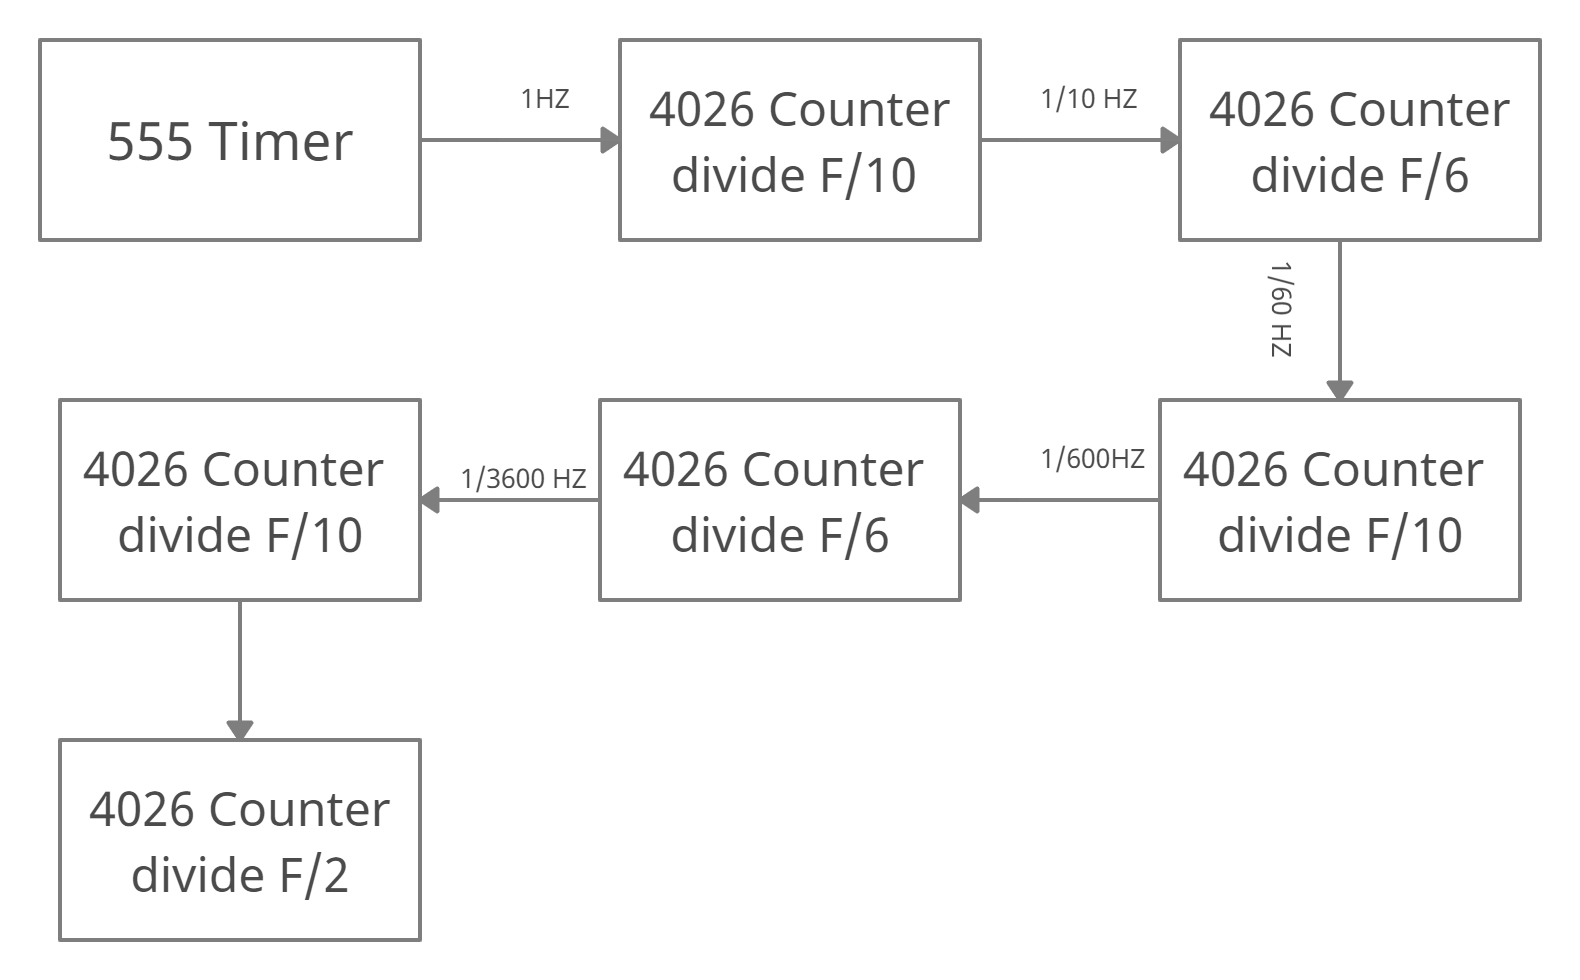 555 Timer
1HZ
4026 Counter
divide F/10
1/10 HZ
4026 Counter
divide F/6
1/60 HZ
4026 Counter
divide F/10
1/600HZ
4026 Counter
divide F/6
1/3600 HZ
4026 Counter
divide F/10
4026 Counter
divide F/2